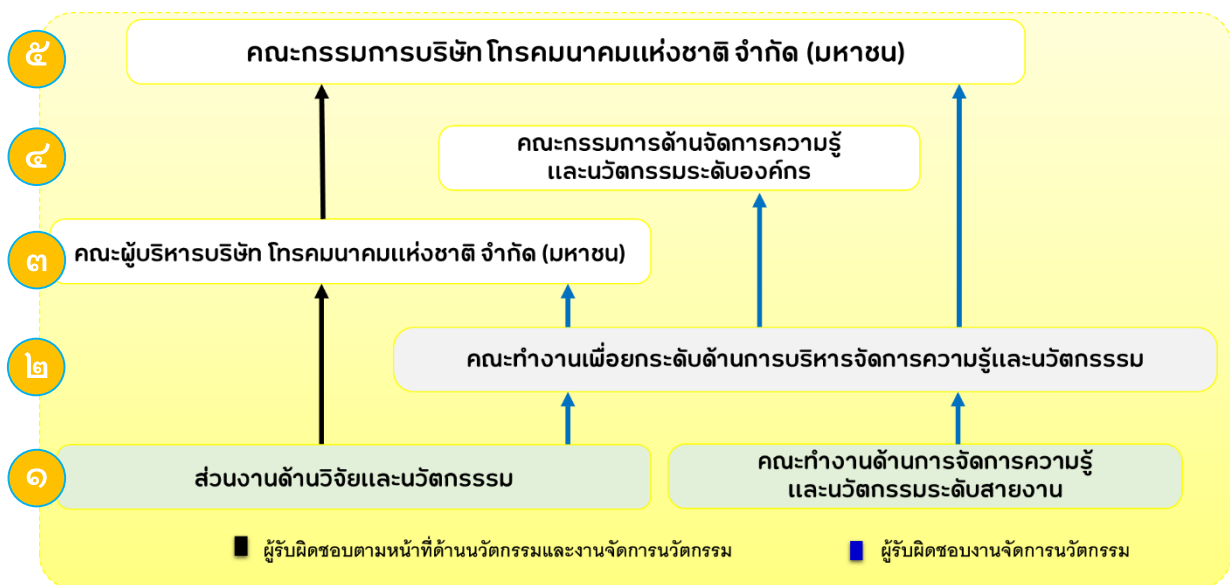 ๕
คณะกรรมการบริษัท โทรคมนาคมแห่งชาติ จำกัด (มหาชน)
๔
คณะกรรมการด้านจัดการความรู้
และนวัตกรรมระดับองค์กร
๓
คณะผู้บริหารบริษัท โทรคมนาคมแห่งชาติ จำกัด (มหาชน)
๒
คณะทำงานเพื่อยกระดับด้านการบริหารจัดการความรู้และนวัตกรรรม
๑
ส่วนงานด้านวิจัยและนวัตกรรรม
คณะทำงานด้านการจัดการความรู้
และนวัตกรรมระดับสายงาน
ผู้รับผิดชอบตามหน้าที่ด้านนวัตกรรมและงานจัดการนวัตกรรม
ผู้รับผิดชอบงานจัดการนวัตกรรม